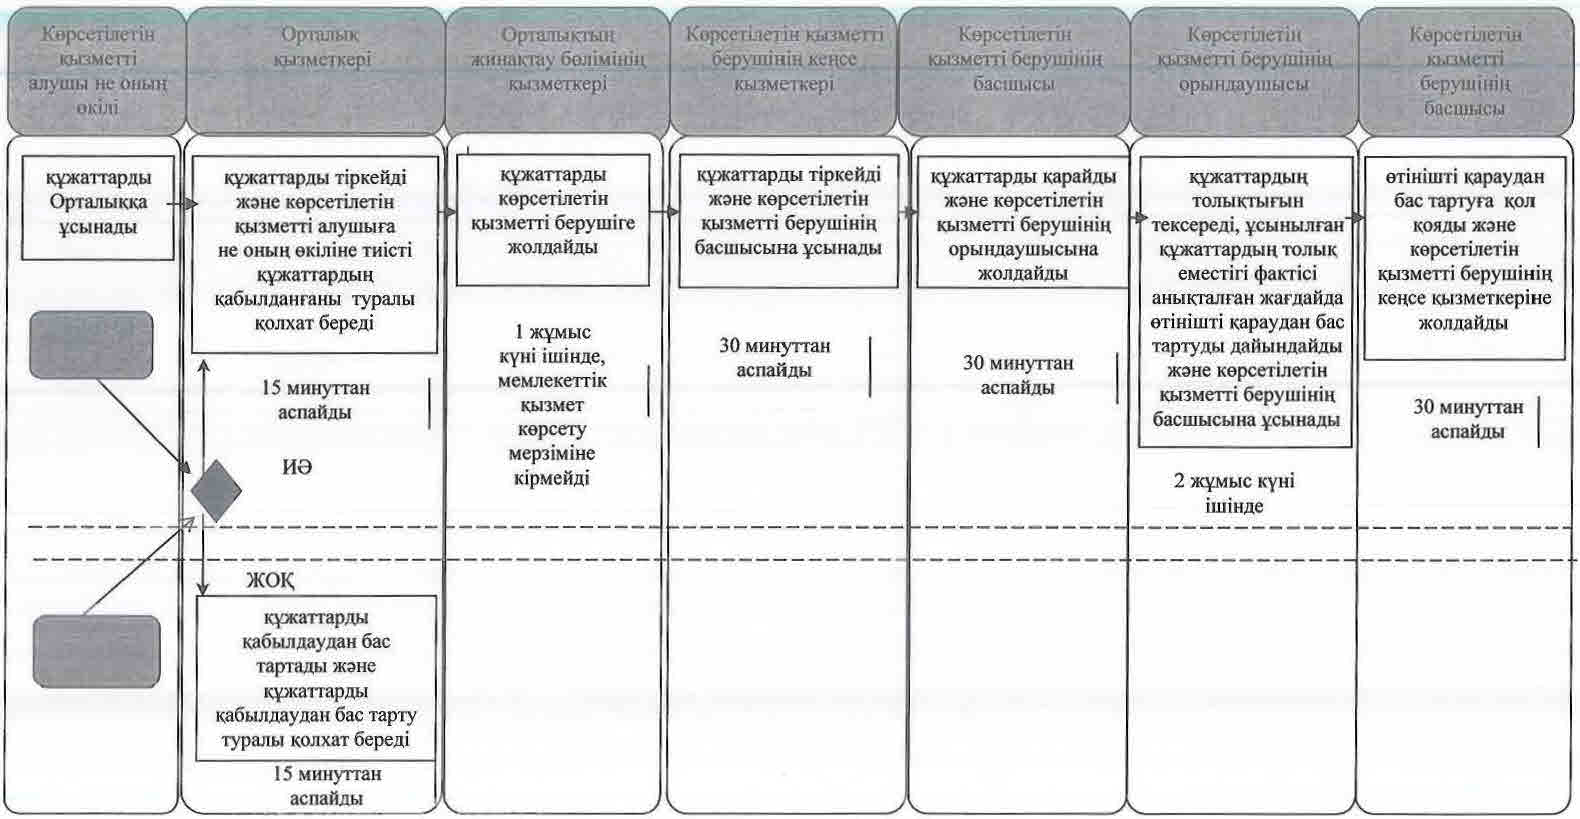 Көрсетілетін
қызметті
алушы не оның
өкілі
Орталық
қызметкері
Орталықтың
жинақтау бөлімінің
қызметкері
Көрсетілетін қызметті
берушінің кеңсе
қызметкері
Көрсетілетін
қызметті берушінің
басшысы
Көрсетілетін
қызметті берушінің
орындаушысы
Көрсетілетін
қызметті
берушінің
басшысы
құжаттарды
Орталыққа
ұсынады
құжаттарды тіркейді
және көрсетілетін
қызметті алушыға
не оның өкіліне тиісті
құжаттардың
қабылданғаны туралы
қолхат береді
15 минуттан
аспайды
ИӘ
ЖОҚ
құжаттарды
қабылдаудан бас
тартады және
құжаттарды
қабылдаудан бас тарту
туралы қолхат береді
15 минуттан
аспайды
құжаттарды
көрсетілетін
қызметті берушіге
жолдайды
1 жұмыс
күні ішінде,
мемлекеттік
қызмет
көрсету
мерзіміне
кірмейді
құжаттарды тіркейді
және көрсетілетін
қызметті берушінің
басшысына ұсынады
30 минуттан
аспайды
құжаттарды қарайды
және көрсетілетін
қызметті берушінің
орындаушысына
жолдайды
30 минуттан
аспайды
құжаттардың
толықтығын
тексереді, ұсынылған
құжаттардың толық
еместігі фактісі
анықталған жағдайда
өтінішті қараудан бас
тартуды дайындайды
және көрсетілетін
қызметті берушінің
басшысына ұсынады
2 жұмыс күні
ішінде
өтінішті қараудан
бас тартуға қол
қояды және
көрсетілетін
қызметті берушінің
кеңсе қызметкеріне
жолдайды
30 минуттан
аспайды